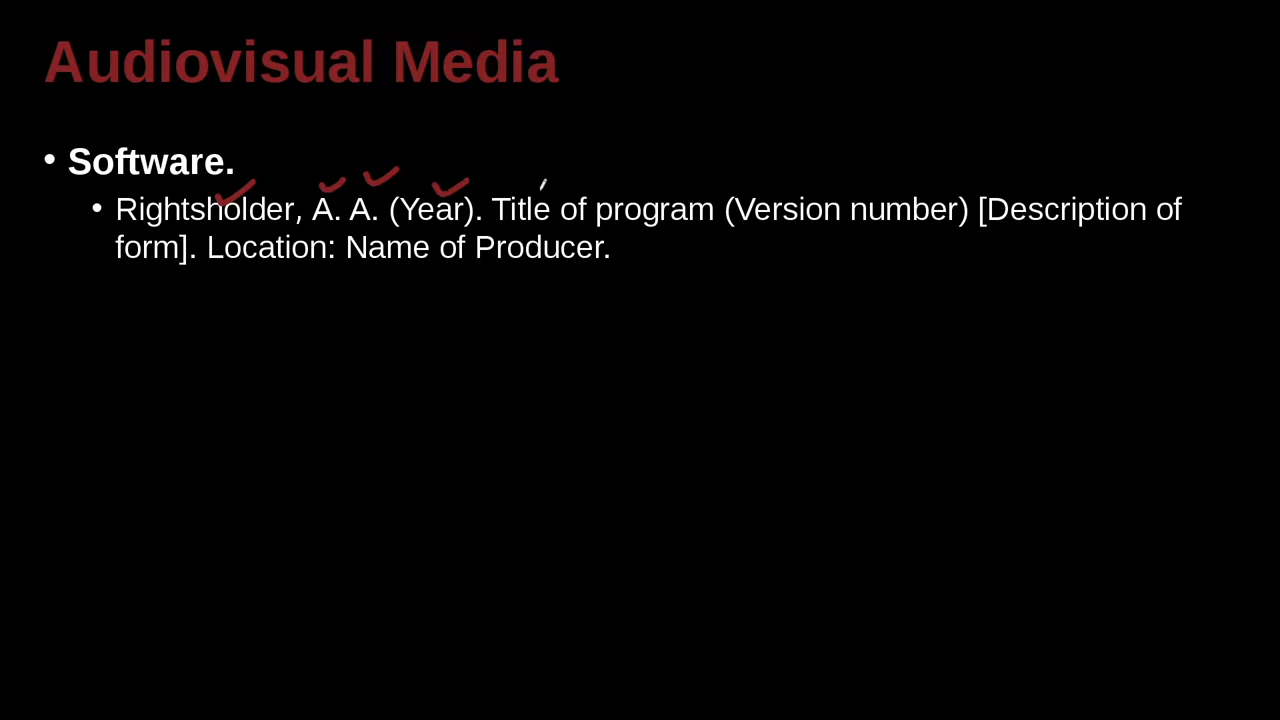 Audiovisual Media
• Software.
• Rightsholder, A. A. (Year). Title of program (Version number) [Description of
form]. Location: Name of Producer.